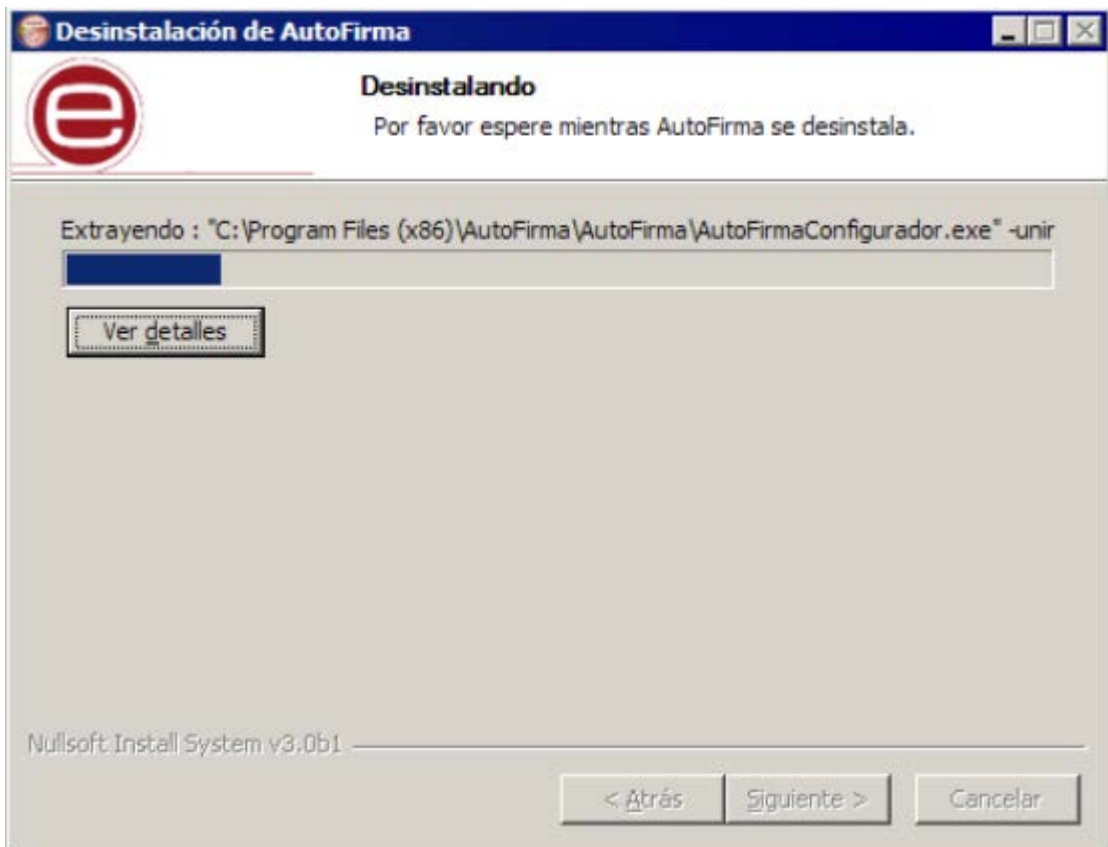 Desinstalación de AutoFirma
e
Desinstalando
Por favor espere mientras AutoFirma se desinstala.
Extrayendo : "C:\Program Files (x86)\AutoFirma\AutoFirma\AutoFirmaConfigurador.exe" -unir
Ver detalles
Nullsoft Install System v3.0b1
< Atrás Siguiente > Cancelar